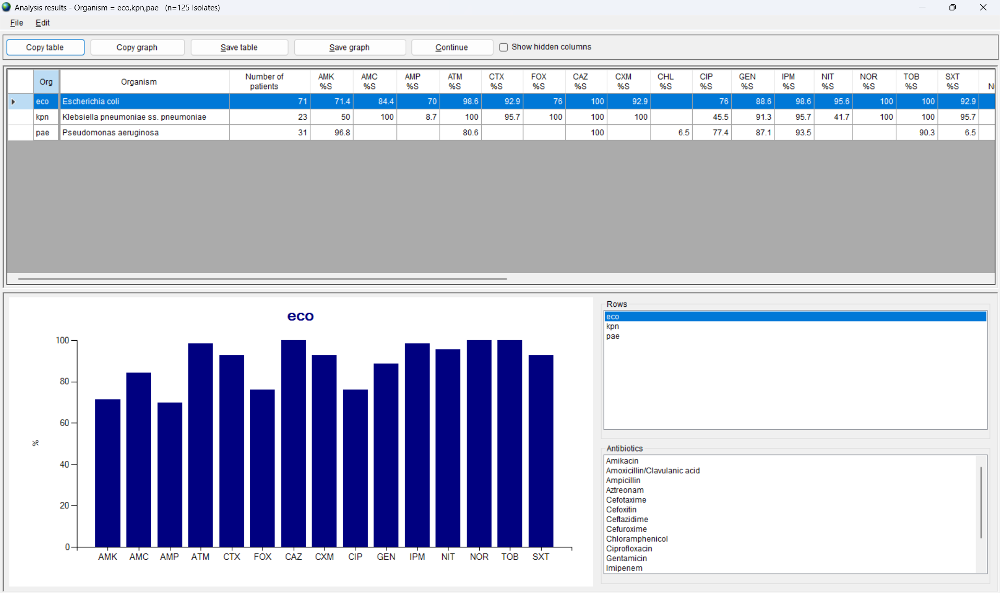 Analysis results - Organism = eco,kpn,pae   (n=125 Isolates)
File Edit
Copy table Copy graph Save table Save graph Continue Show hidden columns
Org Organism Number of patients AMK %S AMC %S AMP %S ATM %S CTX %S FOX %S CAZ %S CXM %S CHL %S CIP %S GEN %S IPM %S NIT %S NOR %S TOB %S SXT %S N
eco Escherichia coli 71 71.4 84.4 70 98.6 92.9 76 100 92.9 76 88.6 98.6 95.6 100 100 92.9
kpn Klebsiella pneumoniae ss. pneumoniae 23 50 100 8.7 100 95.7 100 100 100 45.5 91.3 95.7 41.7 100 100 95.7
pae Pseudomonas aeruginosa 31 96.8 80.6 100 6.5 77.4 87.1 93.5 90.3 6.5
eco
100
80
60
%
40
20
0
AMK AMC AMP ATM CTX FOX CAZ CXM CIP GEN IPM NIT NOR TOB SXT
Rows
eco
kpn
pae
Antibiotics
Amikacin
Amoxicillin/Clavulanic acid
Ampicillin
Aztreonam
Cefotaxime
Cefoxitin
Ceftazidime
Cefuroxime
Chloramphenicol
Ciprofloxacin
Gentamicin
Imipenem